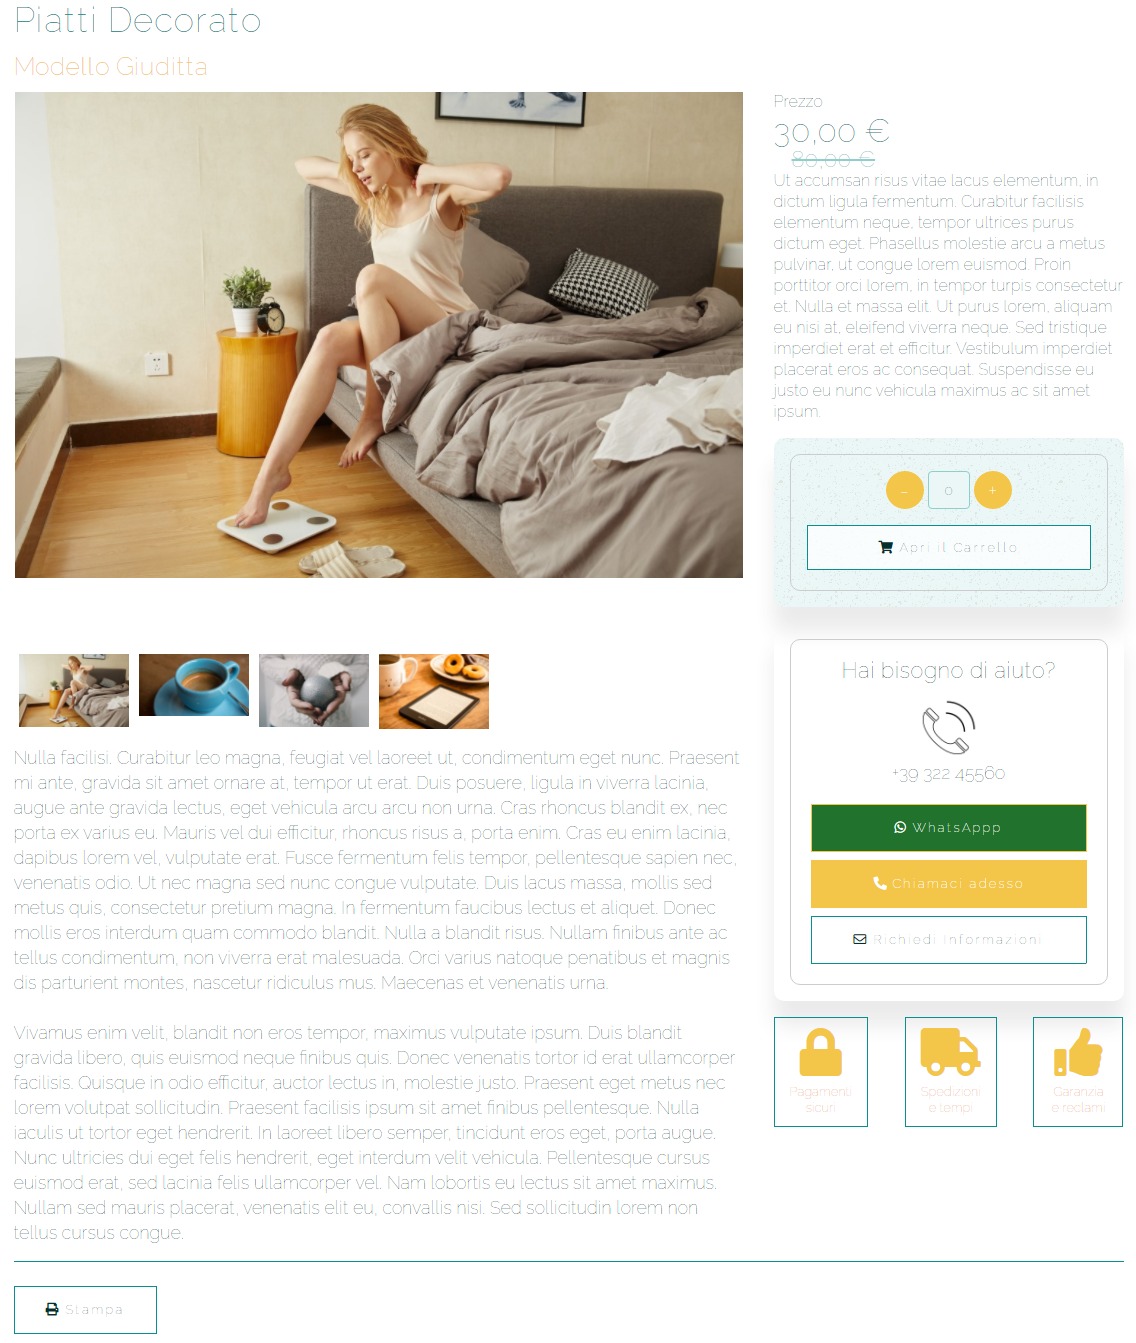 Piatti Decorato
Modello Giuditta
Prezzo
30,00 €
80,00 €
Ut accumsan risus vitae lacus elementum, in
dictum ligula fermentum. Curabitur facilisis
elementum neque, tempor ultrices purus
dictum eget. Phasellus molestie arcu a metus
pulvinar, ut congue lorem euismod. Proin
porttitor orci lorem, in tempor turpis consectetur
et. Nulla et massa elit. Ut purus lorem, aliquam
eu nisi at, eleifend viverra neque. Sed tristique
imperdiet erat et efficitur. Vestibulum imperdiet
placerat eros ac consequat. Suspendisse eu
justo eu nunc vehicula maximus ac sit amet
ipsum.
- 0 +
Apri il Carrello
Hai bisogno di aiuto?
+39 322 45560
WhatsAppp
Chiamaci adesso
Richiedi Informazioni
Pagamenti
sicuri
Spedizioni
e tempi
Garanzia
e reclami
Nulla facilisi. Curabitur leo magna, feugiat vel laoreet ut, condimentum eget nunc. Praesent
mi ante, gravida sit amet ornare at, tempor ut erat. Duis posuere, ligula in viverra lacinia,
augue ante gravida lectus, eget vehicula arcu arcu non urna. Cras rhoncus blandit ex, nec
porta ex varius eu. Mauris vel dui efficitur, rhoncus risus a, porta enim. Cras eu enim lacinia,
dapibus lorem vel, vulputate erat. Fusce fermentum felis tempor, pellentesque sapien nec,
venenatis odio. Ut nec magna sed nunc congue vulputate. Duis lacus massa, mollis sed
metus quis, consectetur pretium magna. In fermentum faucibus lectus et aliquet. Donec
mollis eros interdum quam commodo blandit. Nulla a blandit risus. Nullam finibus ante ac
tellus condimentum, non viverra erat malesuada. Orci varius natoque penatibus et magnis
dis parturient montes, nascetur ridiculus mus. Maecenas et venenatis urna.
Vivamus enim velit, blandit non eros tempor, maximus vulputate ipsum. Duis blandit
gravida libero, quis euismod neque finibus quis. Donec venenatis tortor id erat ullamcorper
facilisis. Quisque in odio efficitur, auctor lectus in, molestie justo. Praesent eget metus nec
lorem volutpat sollicitudin. Praesent facilisis ipsum sit amet finibus pellentesque. Nulla
iaculis ut tortor eget hendrerit. In laoreet libero semper, tincidunt eros eget, porta augue.
Nunc ultricies dui eget felis hendrerit, eget interdum velit vehicula. Pellentesque cursus
euismod erat, sed lacinia felis ullamcorper vel. Nam lobortis eu lectus sit amet maximus.
Nullam sed mauris placerat, venenatis elit eu, convallis nisi. Sed sollicitudin lorem non
tellus cursus congue.
Stampa